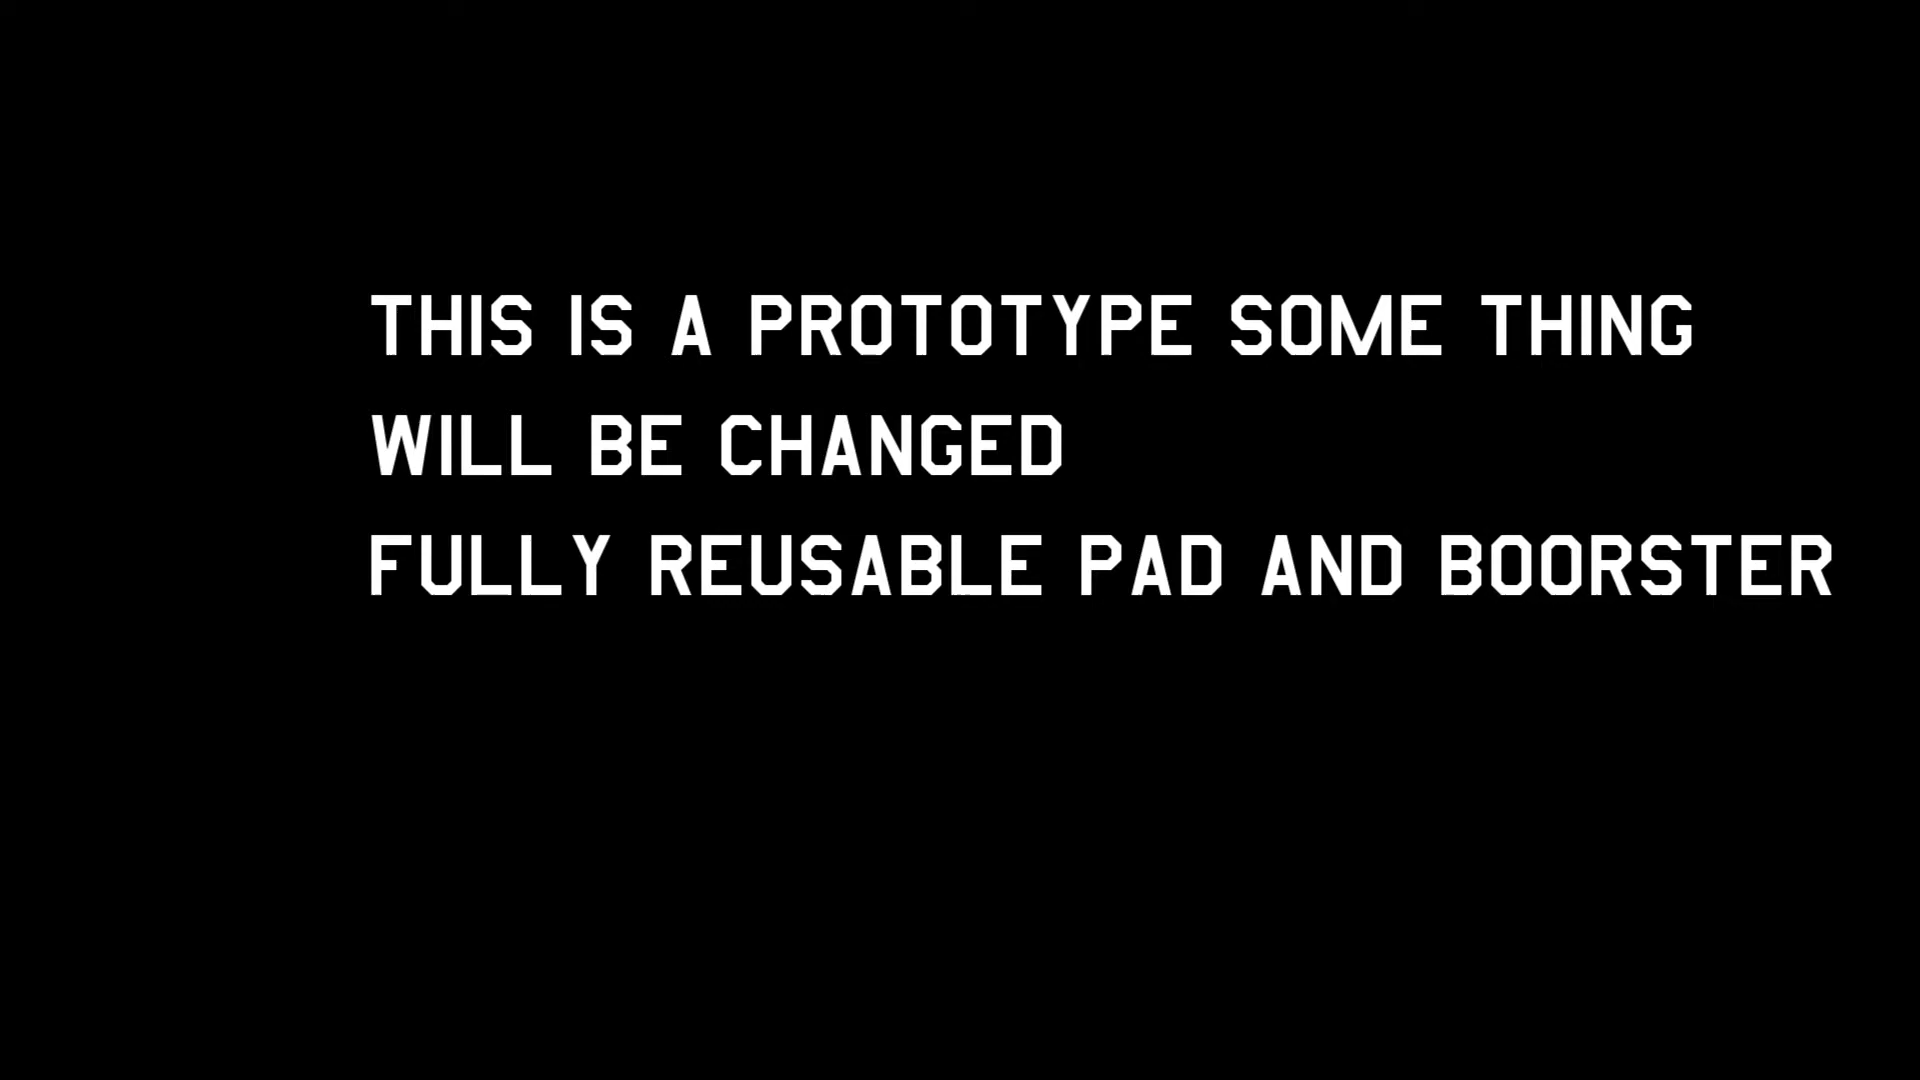 THIS IS A PROTOTYPE SOME THING
WILL BE CHANGED
FULLY REUSABLE PAD AND BOORSTER